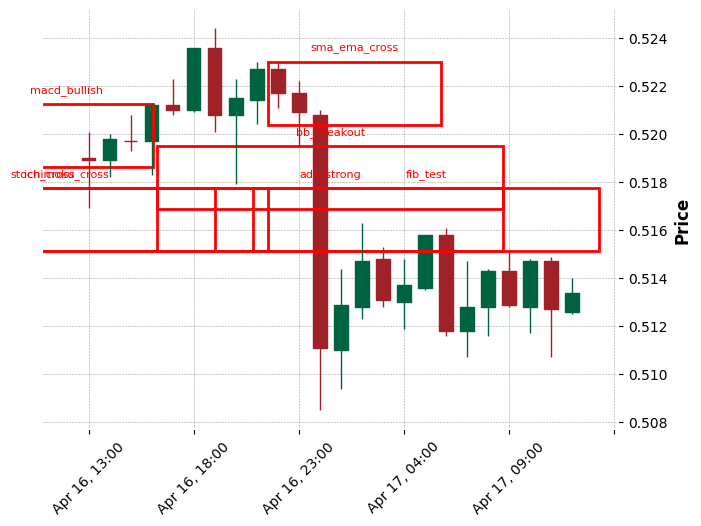 sma_ema_cross
macd_bullish
fib_test
0.524
0.522
0.520
0.518
0.516
0.514
0.512
0.510
0.508
Price
Apr 16, 13:00
Apr 16, 18:00
Apr 16, 23:00
Apr 17, 04:00
Apr 17, 09:00